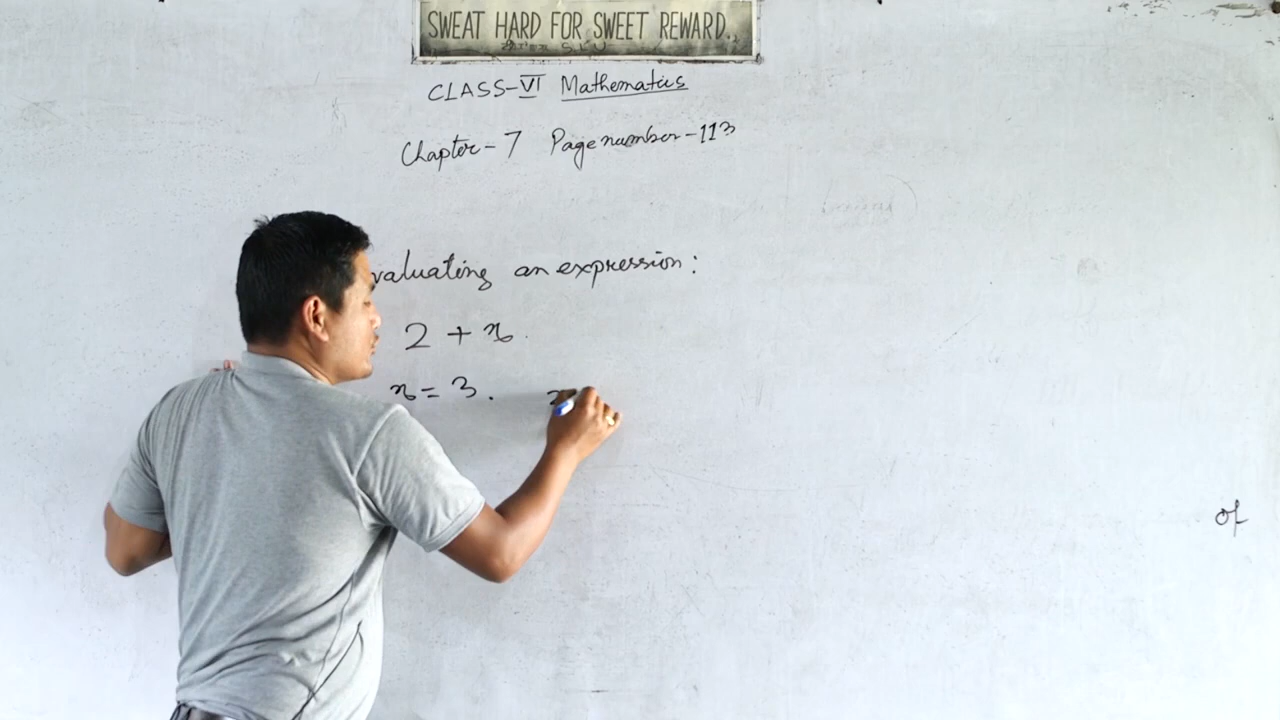 SWEAT HARD FOR SWEET REWARD.
CLASS-VI Mathematics
Chapter-7 Page number-113
valuating an expression:
2 + x.
x = 3.
of